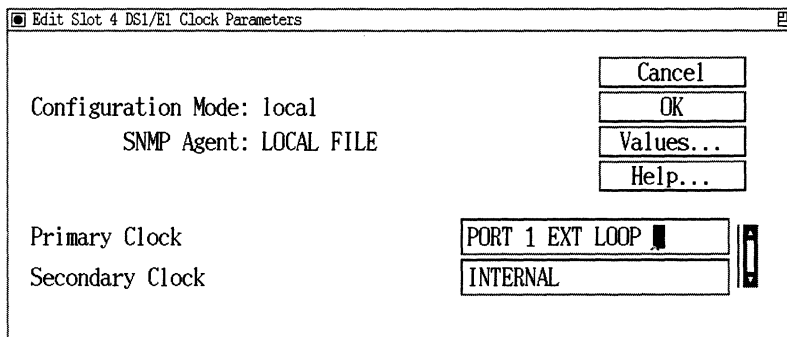 Edit Slot 4 DS1/E1 Clock Parameters
Cancel
Configuration Mode: local
OK
SNMP Agent: LOCAL FILE
Values...
Help...
Primary Clock
PORT 1 EXT LOOP
Secondary Clock
INTERNAL